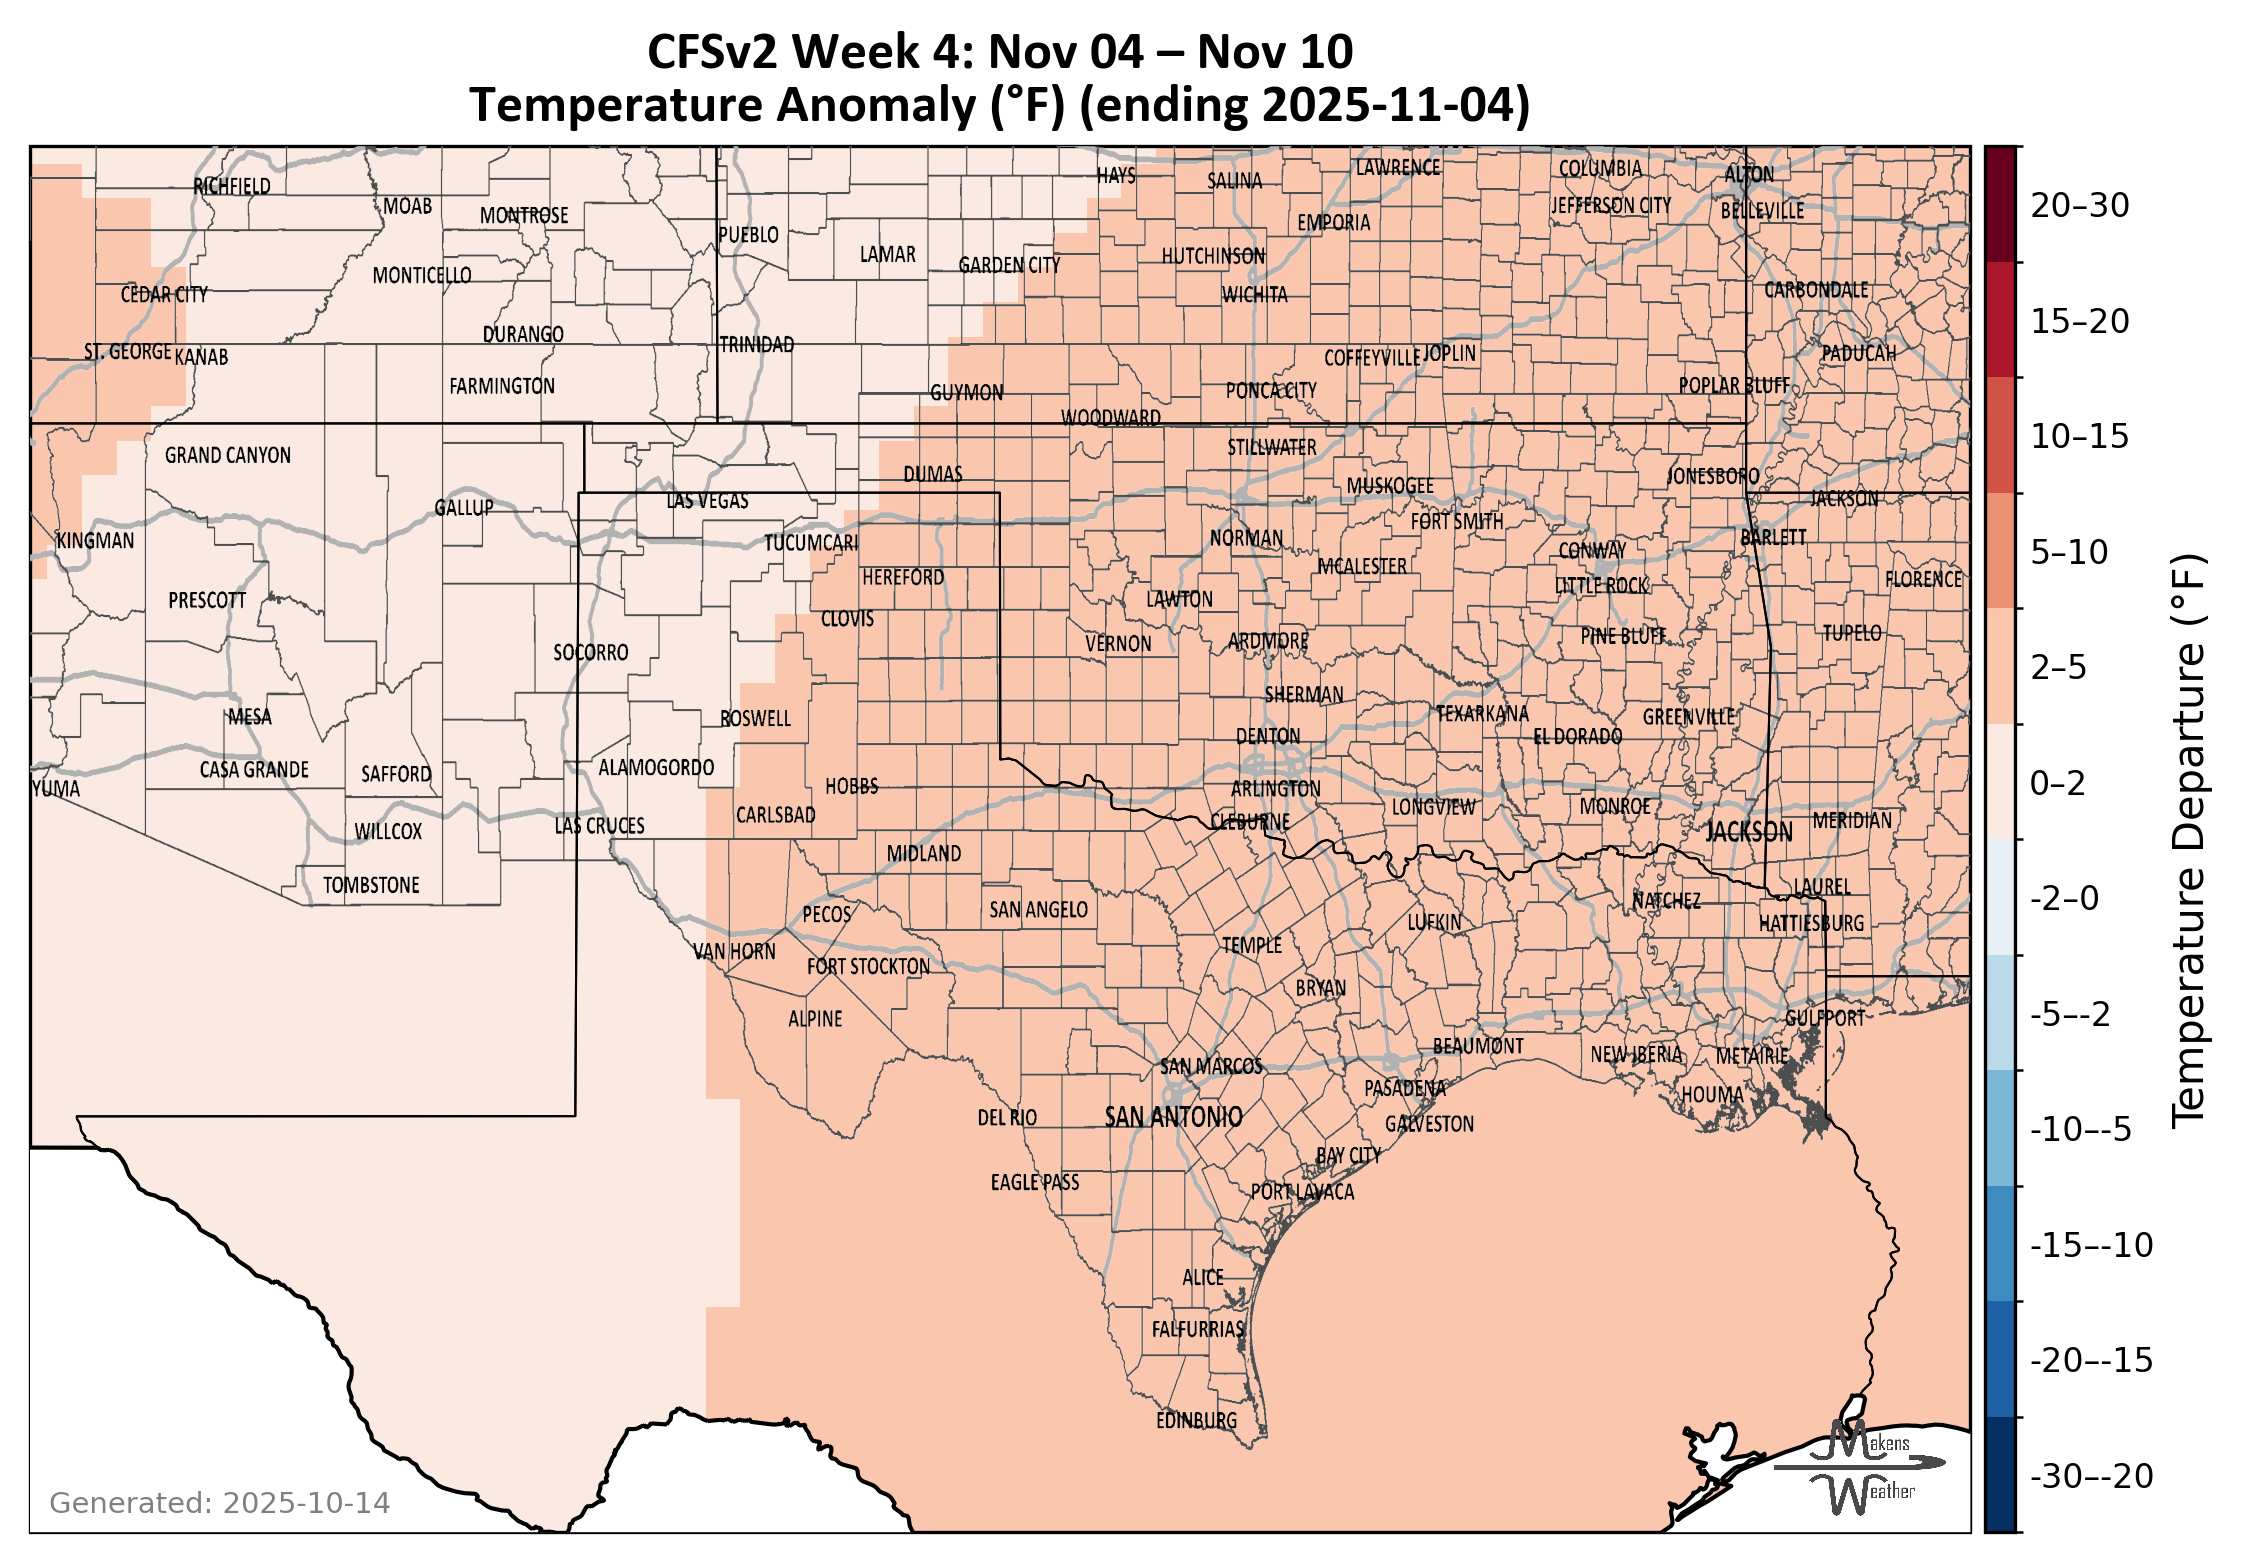 CFSv2 Week 4: Nov 04 – Nov 10
Temperature Anomaly (°F) (ending 2025-11-04)
HAYS
SALINA
LAWRENCE
COLUMBIA
ALTON
RICHFIELD
MOAB
MONTROSE
JEFFERSON CITY
BELLEVILLE
20–30
EMPORIA
PUEBLO
LAMAR
GARDEN CITY
HUTCHINSON
MONTICELLO
CEDAR CITY
WICHITA
CARBONDALE
15–20
DURANGO
TRINIDAD
ST. GEORGE
KANAB
COFFEYVILLE
JOPLIN
PADUCAH
FARMINGTON
GUYMON
PONCA CITY
POPLAR BLUFF
WOODWARD
10–15
GRAND CANYON
STILLWATER
DUMAS
JONESBORO
MUSKOGEE
GALLUP
LAS VEGAS
JACKSON
FORT SMITH
KINGMAN
TUCUMCARI
NORMAN
CONWAY
BARLETT
5–10
MCALESTER
HEREFORD
LITTLE ROCK
FLORENCE
PRESCOTT
LAWTON
CLOVIS
SOCORRO
VERNON
ARDMORE
PINE BLUFF
TUPELO
2–5
SHERMAN
MESA
ROSWELL
TEXARKANA
GREENVILLE
DENTON
EL DORADO
CASA GRANDE
SAFFORD
ALAMOGORDO
0–2
YUMA
HOBBS
ARLINGTON
CARLSBAD
LONGVIEW
MONROE
WILLCOX
LAS CRUCES
CLEBURNE
JACKSON
MERIDIAN
MIDLAND
TOMBSTONE
LAUREL
-2–0
PECOS
SAN ANGELO
LUFKIN
NATCHEZ
HATTIESBURG
VAN HORN
FORT STOCKTON
TEMPLE
BRYAN
ALPINE
GULFPORT
-5–-2
SAN MARCOS
BEAUMONT
NEW IBERIA
METAIRIE
PASADENA
HOUMA
DEL RIO
SAN ANTONIO
GALVESTON
-10–-5
BAY CITY
EAGLE PASS
PORT LAVACA
-15–-10
ALICE
FALFURRIAS
-20–-15
EDINBURG
Temperature Departure (°F)
Makens
Weather
-30–-20
Generated: 2025-10-14